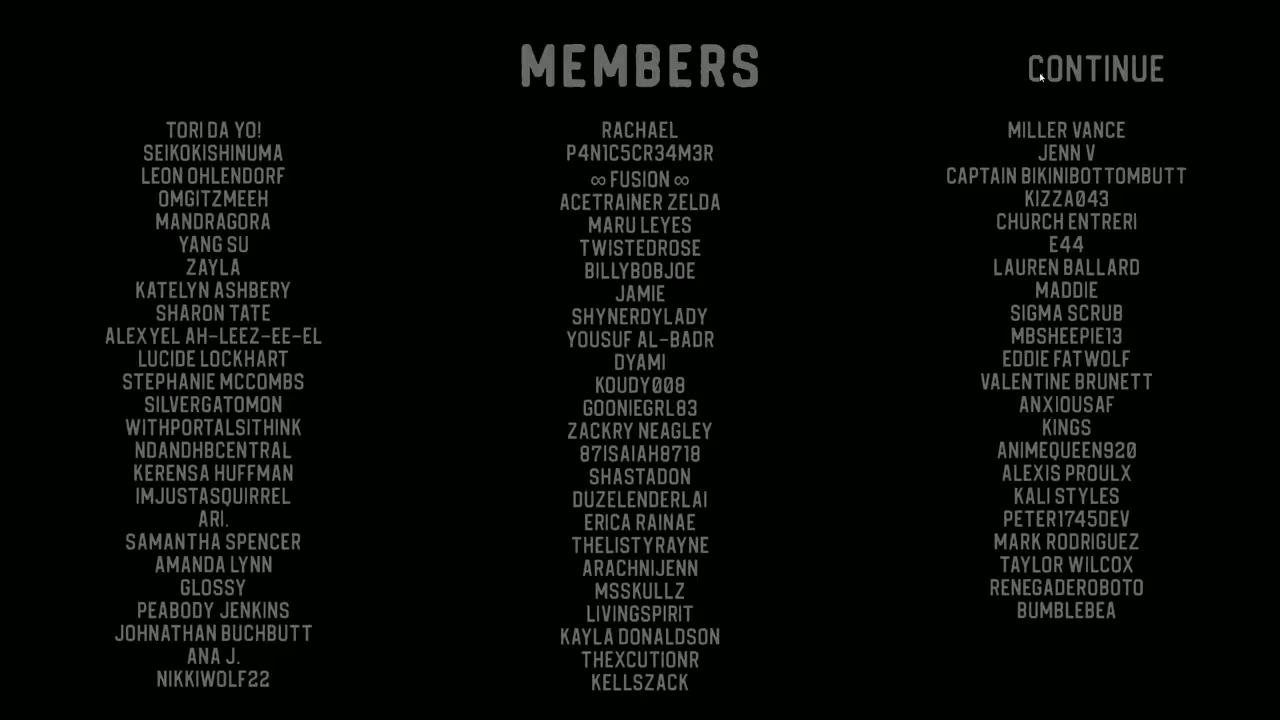 MEMBERS
CONTINUE
TORI DA YO!
SEIKOKISHINUMA
LEON OHLENDORF
OMGITZMEEH
MANDRAGORA
YANG SU
ZAYLA
KATELYN ASHBERY
SHARON TATE
ALEXYEL AH-LEEZ-EE-EL
LUCIDE LOCKHART
STEPHANIE MCCOMBS
SILVERGATOMON
WITHPORTALSITHINK
NDANDHBCENTRAL
KERENSA HUFFMAN
IMJUSTASQUIRREL
ARI.
SAMANTHA SPENCER
AMANDA LYNN
GLOSSY
PEABODY JENKINS
JOHNATHAN BUCHBUTT
ANA J.
NIKKIWOLF22
RACHAEL
P4N1C5CR34M3R
∞ FUSION ∞
ACETRAINER ZELDA
MARU LEYES
TWISTEDROSE
BILLYBOBJOE
JAMIE
SHYNERDYLADY
YOUSUF AL-BADR
DYAMI
KOUDY008
GOONIEGRL83
ZACKRY NEAGLEY
87ISAIAH8718
SHASTADON
DUZELENDERLAI
ERICA RAINAE
THELISTYRAYNE
ARACHNIJENN
MSSKULLZ
LIVINGSPIRIT
KAYLA DONALDSON
THEXCUTIONR
KELLSZACK
MILLER VANCE
JENN V
CAPTAIN BIKINIBOTTOMBUTT
KIZZA043
CHURCH ENTRERI
E44
LAUREN BALLARD
MADDIE
SIGMA SCRUB
MBSHEEPIE13
EDDIE FATWOLF
VALENTINE BRUNETT
ANXIOUSAF
KINGS
ANIMEQUEEN920
ALEXIS PROULX
KALI STYLES
PETER1745DEV
MARK RODRIGUEZ
TAYLOR WILCOX
RENEGADEROBOTO
BUMBLEBEA